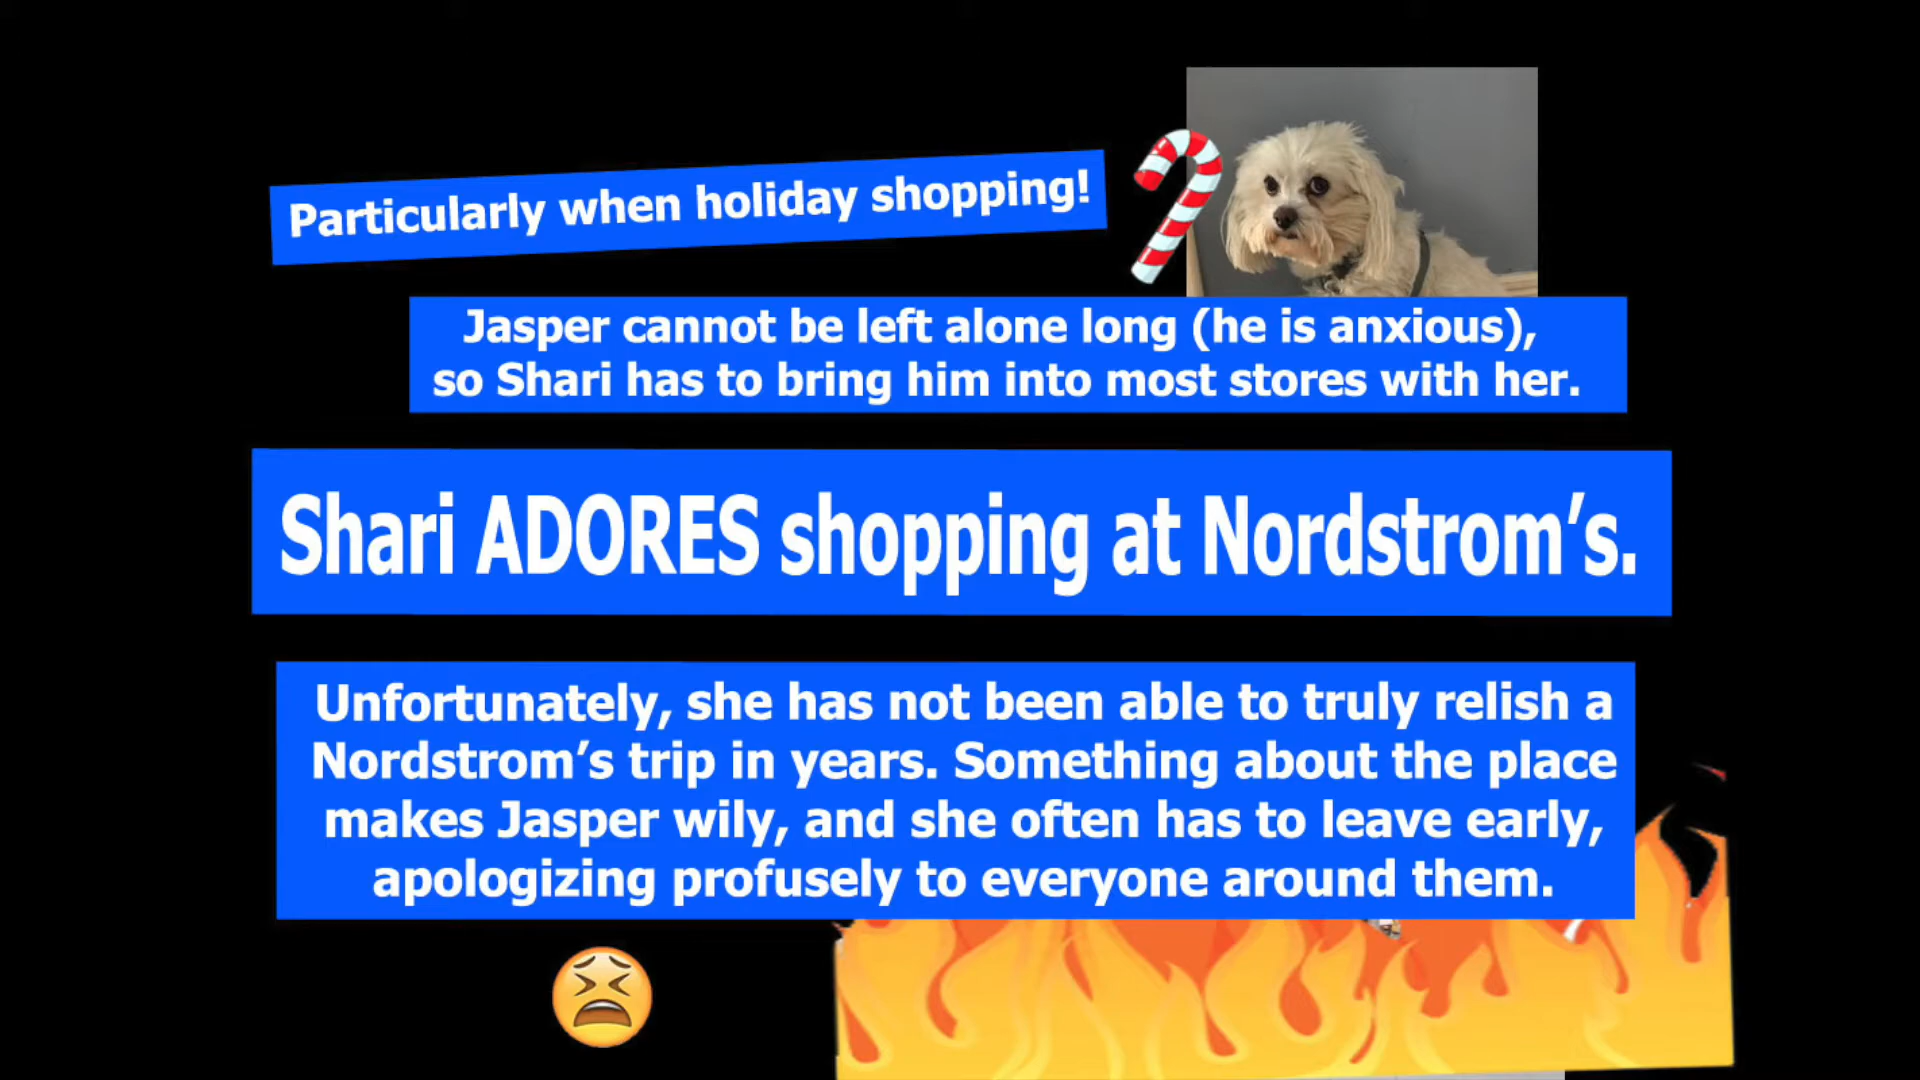 Particularly when holiday shopping!
Jasper cannot be left alone long (he is anxious),
so Shari has to bring him into most stores with her.
Shari ADORES shopping at Nordstrom’s.
Unfortunately, she has not been able to truly relish a
Nordstrom’s trip in years. Something about the place
makes Jasper wily, and she often has to leave early,
apologizing profusely to everyone around them.